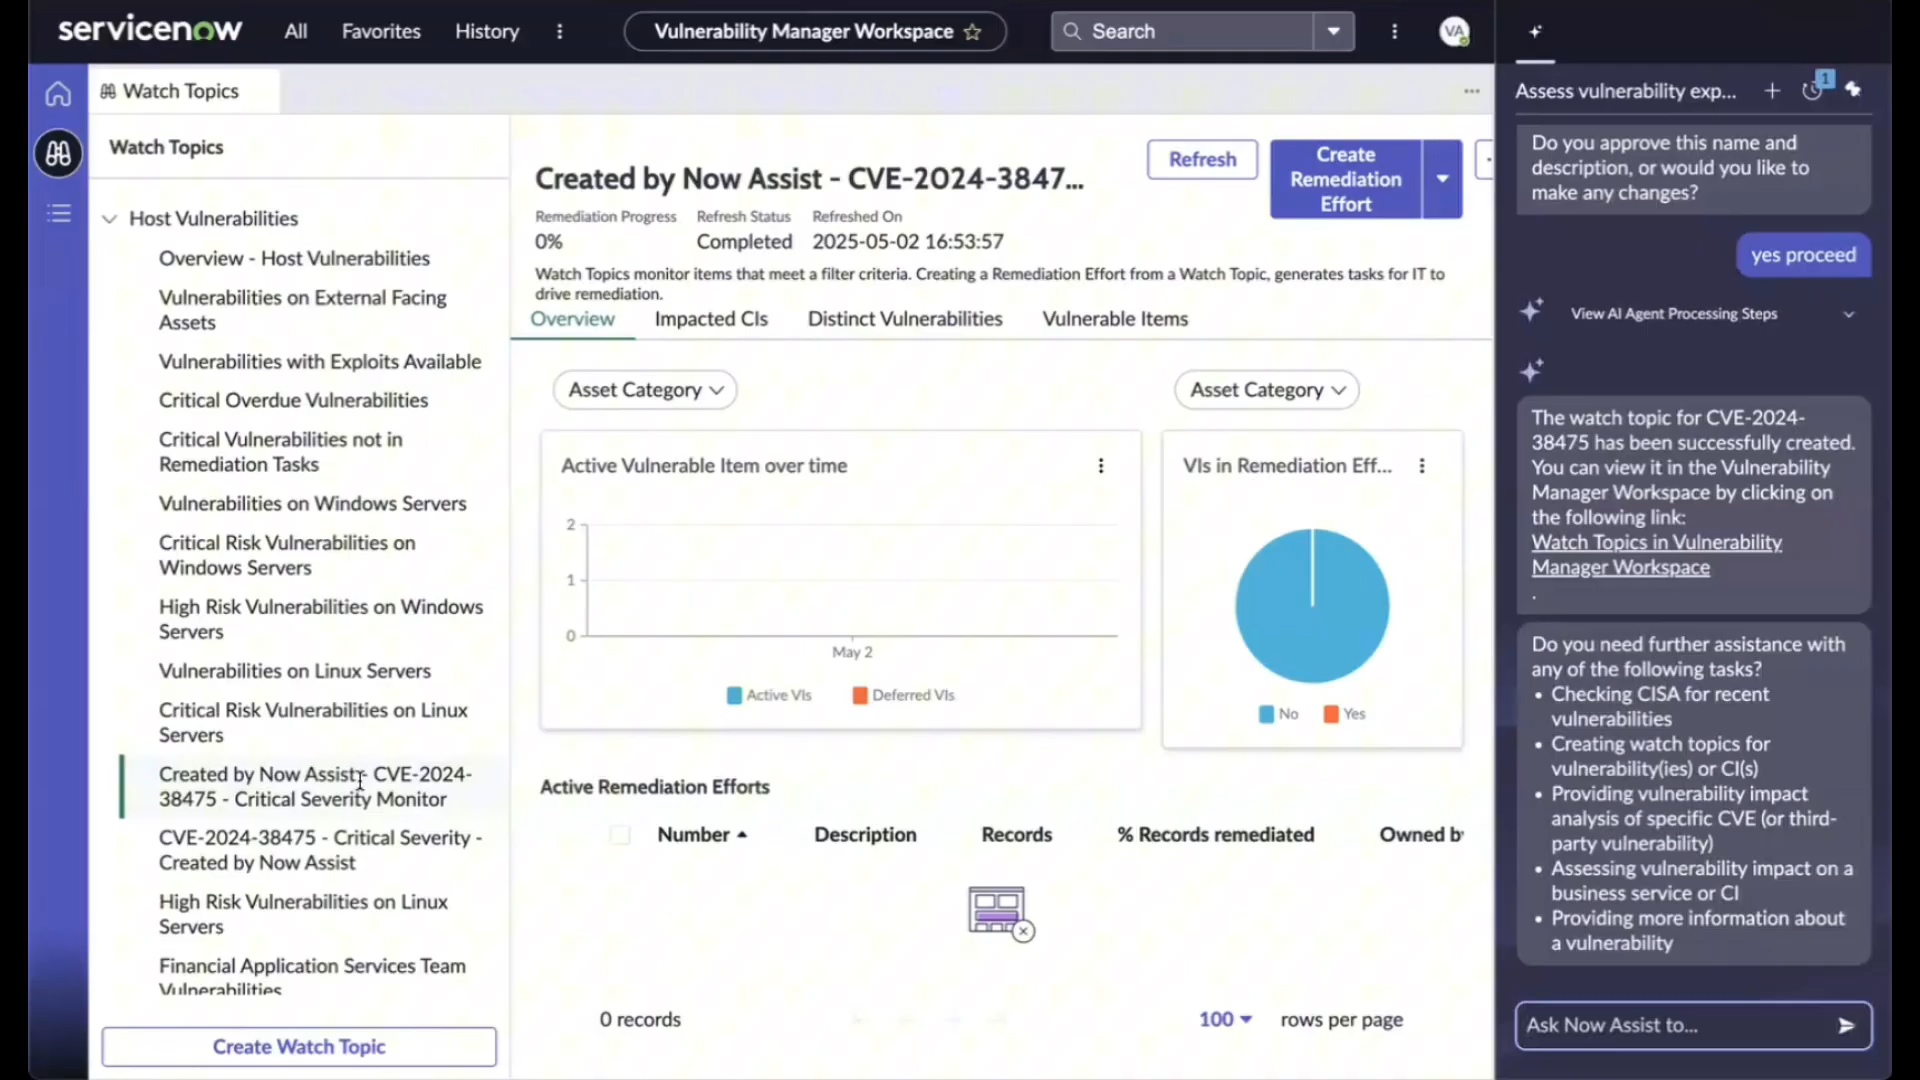 servicenow
All
Favorites
History
Vulnerability Manager Workspace
Search
VA
Watch Topics
Watch Topics
Host Vulnerabilities
Overview - Host Vulnerabilities
Vulnerabilities on External Facing
Assets
Vulnerabilities with Exploits Available
Critical Overdue Vulnerabilities
Critical Vulnerabilities not in
Remediation Tasks
Vulnerabilities on Windows Servers
Critical Risk Vulnerabilities on
Windows Servers
High Risk Vulnerabilities on Windows
Servers
Vulnerabilities on Linux Servers
Critical Risk Vulnerabilities on Linux
Servers
Created by Now Assist - CVE-2024-
38475 - Critical Severity Monitor
CVE-2024-38475 - Critical Severity -
Created by Now Assist
High Risk Vulnerabilities on Linux
Servers
Financial Application Services Team
Vulnerabilities
Create Watch Topic
Created by Now Assist - CVE-2024-3847...
Refresh
Create
Remediation
Effort
Remediation Progress
0%
Refresh Status
Completed
Refreshed On
2025-05-02 16:53:57
Watch Topics monitor items that meet a filter criteria. Creating a Remediation Effort from a Watch Topic, generates tasks for IT to
drive remediation.
Overview
Impacted CIs
Distinct Vulnerabilities
Vulnerable Items
Asset Category
Asset Category
Active Vulnerable Item over time
2
1
0
May 2
Active VIs
Deferred VIs
VIs in Remediation Eff...
No
Yes
Active Remediation Efforts
Number
Description
Records
% Records remediated
Owned b
0 records
100
rows per page
Assess vulnerability exp...
1
Do you approve this name and
description, or would you like to
make any changes?
yes proceed
View AI Agent Processing Steps
The watch topic for CVE-2024-
38475 has been successfully created.
You can view it in the Vulnerability
Manager Workspace by clicking on
the following link:
Watch Topics in Vulnerability
Manager Workspace
.
Do you need further assistance with
any of the following tasks?
• Checking CISA for recent
vulnerabilities
• Creating watch topics for
vulnerability(ies) or CI(s)
• Providing vulnerability impact
analysis of specific CVE (or third-
party vulnerability)
• Assessing vulnerability impact on a
business service or CI
• Providing more information about
a vulnerability
Ask Now Assist to...